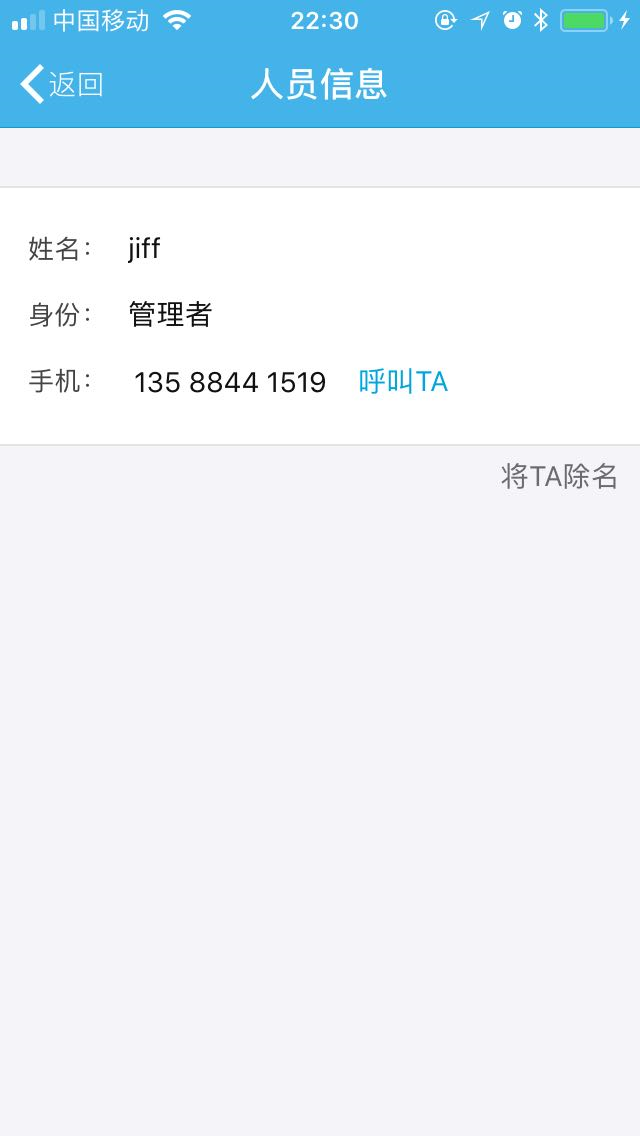 中国移动 22:30
返回 人员信息
姓名： jiff
身份： 管理者
手机： 135 8844 1519 呼叫TA
将TA除名